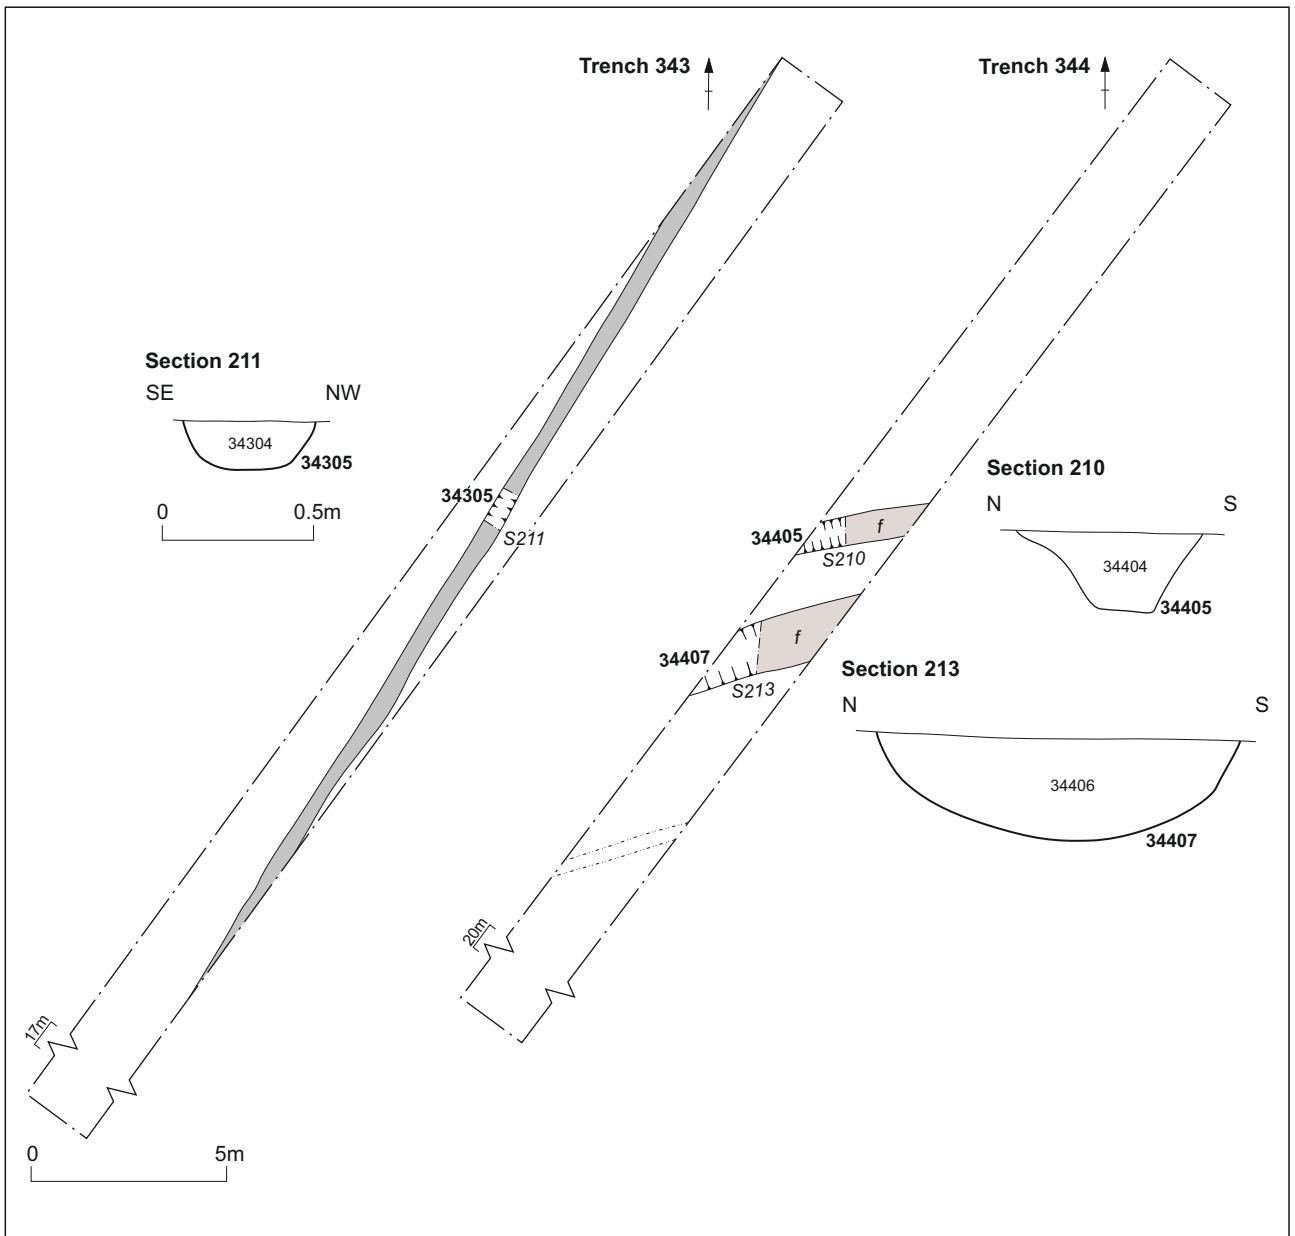 Trench 343
Trench 344
Section 211
SE NW
34304
34305
0 0.5m
34305
S211
Section 210
N S
34404
34405
34405
f
S210
34407
f
S213
Section 213
N S
34406
34407
20m
17m
0 5m